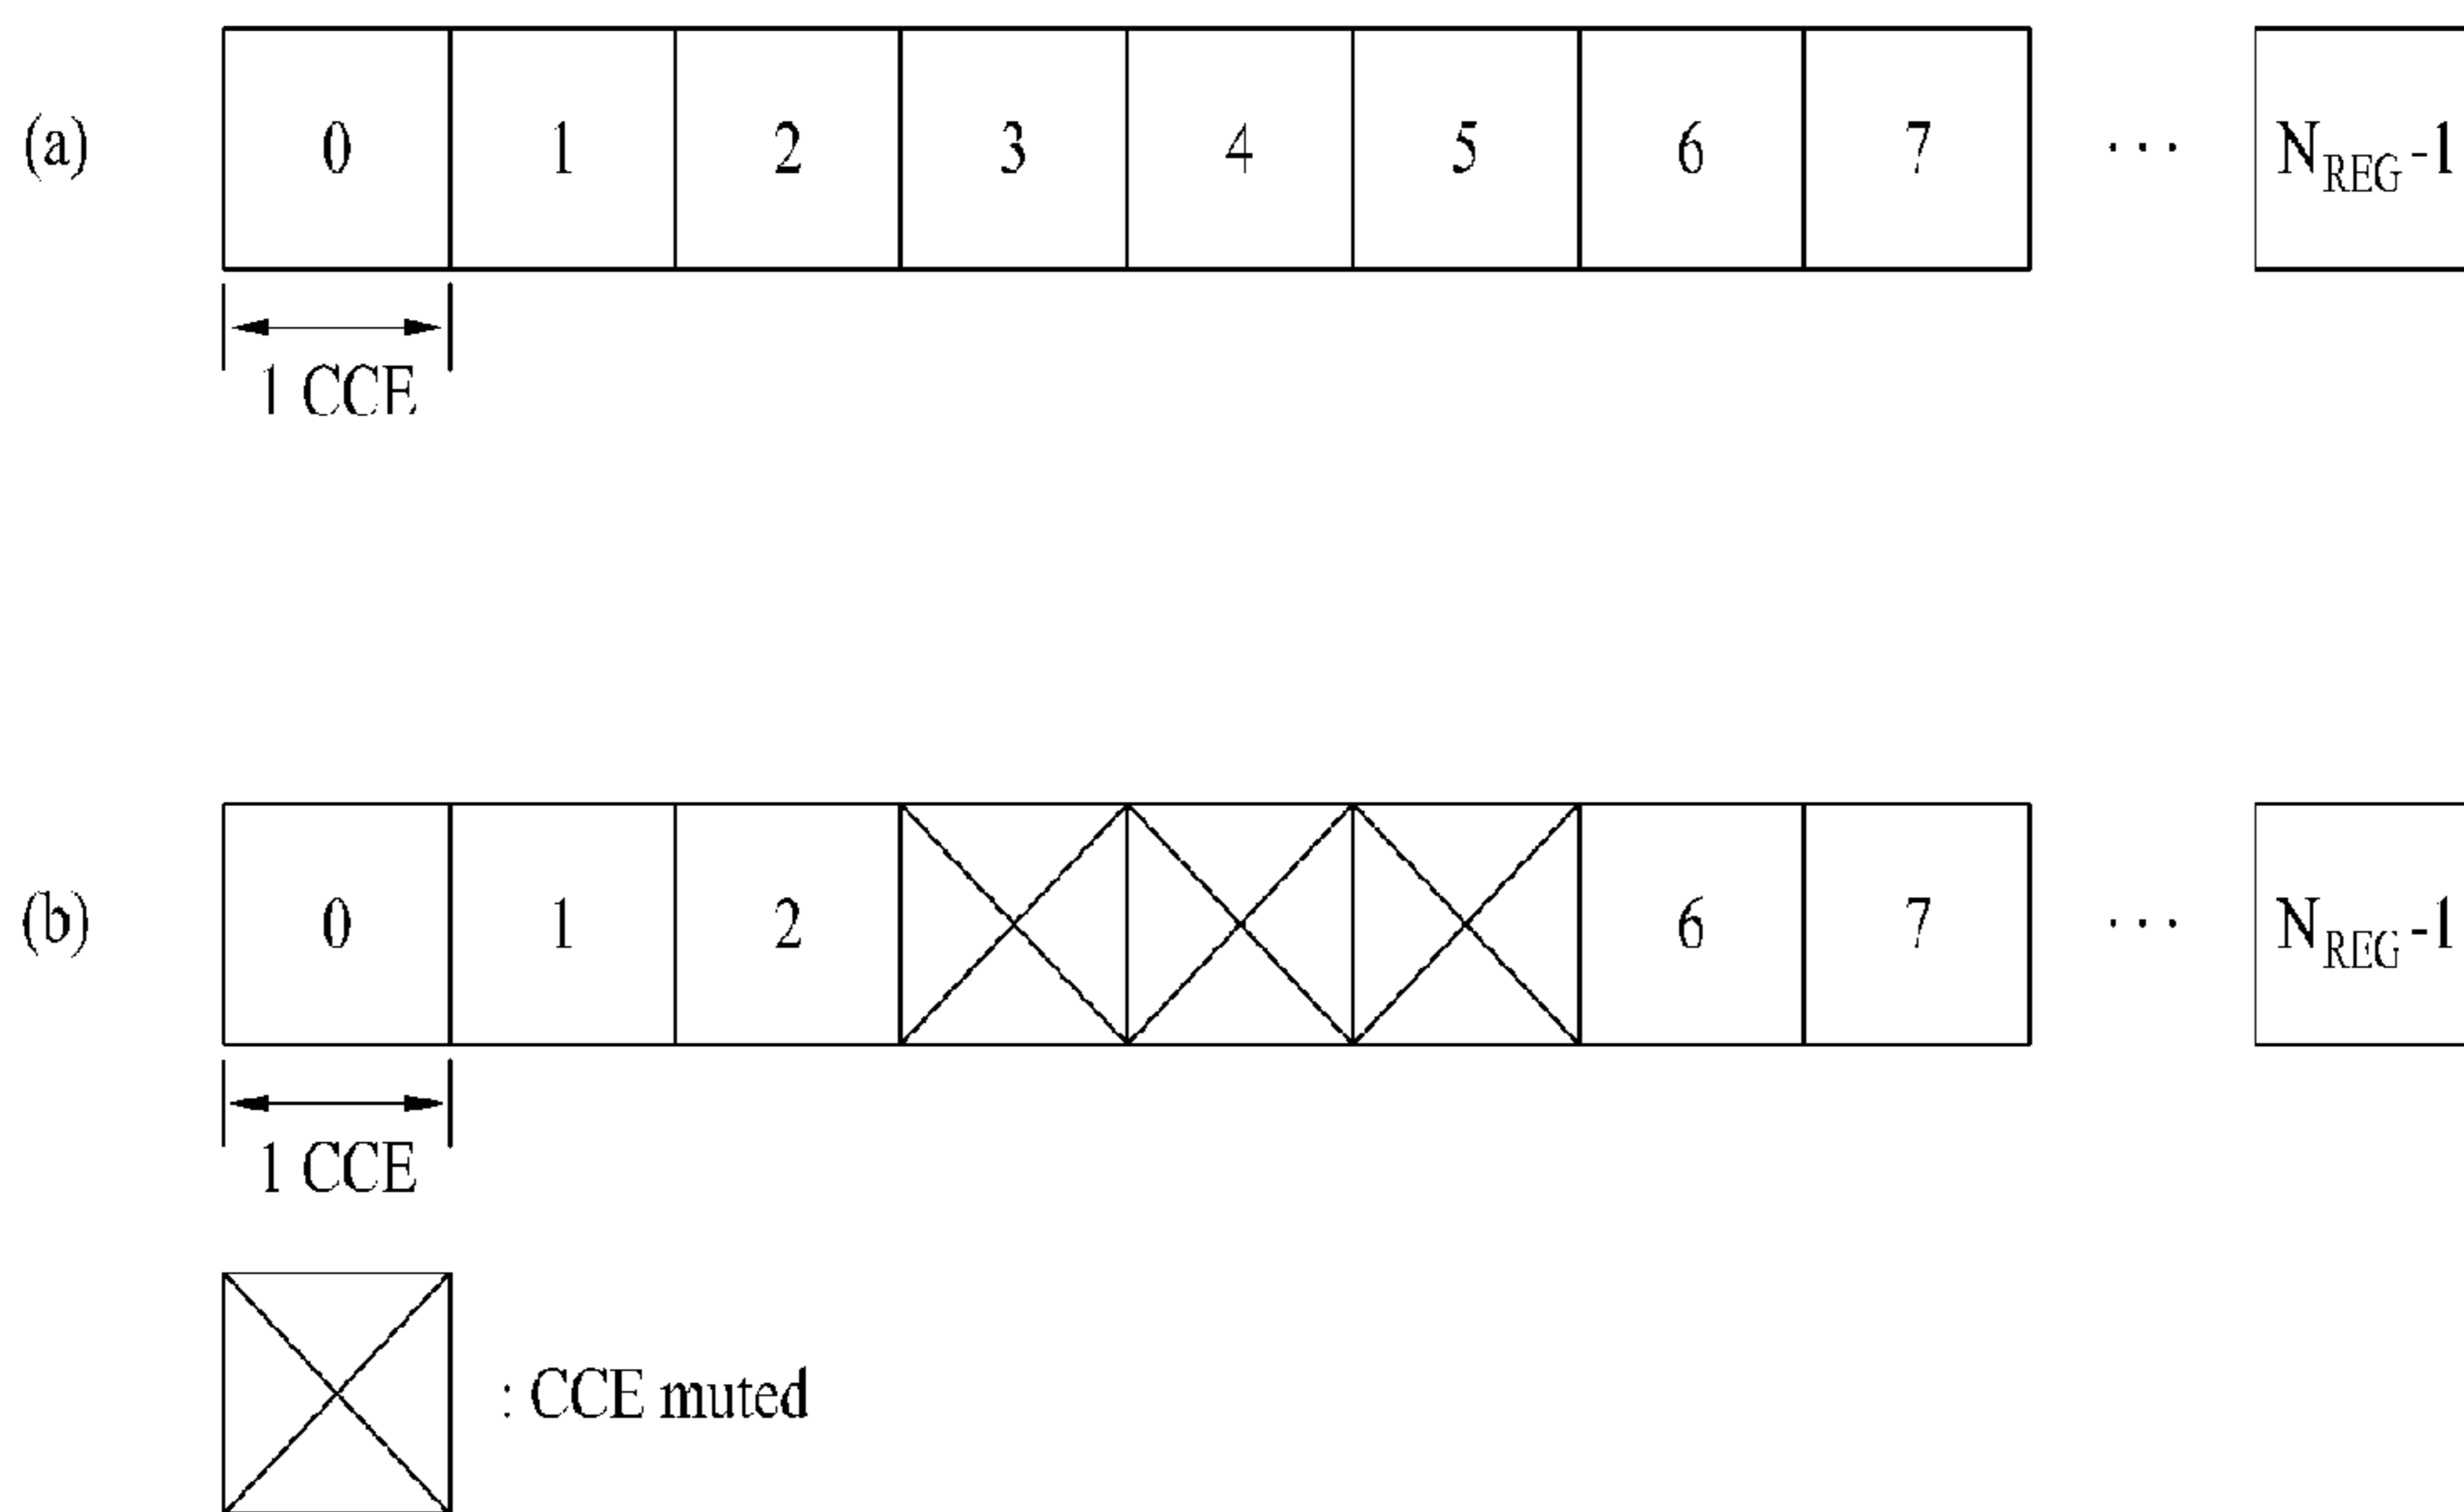 (a) 0 1 2 3 4 5 6 7 ··· N_REG-1
1 CCE
(b) 0 1 2 6 7 ··· N_REG-1
1 CCE
: CCE muted